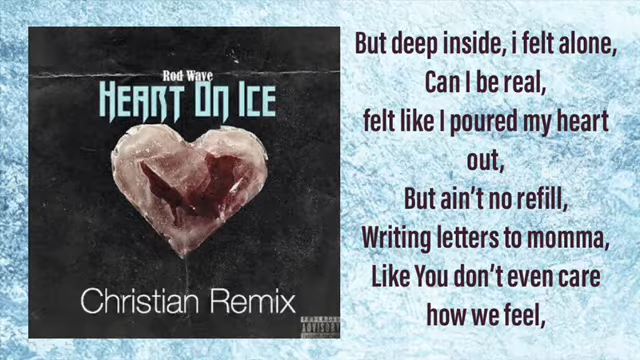 Rod Wave
HEART ON ICE
Christian Remix
ADVISORY
But deep inside, i felt alone,
Can I be real,
felt like I poured my heart
out,
But ain't no refill,
Writing letters to momma,
Like You don't even care
how we feel,